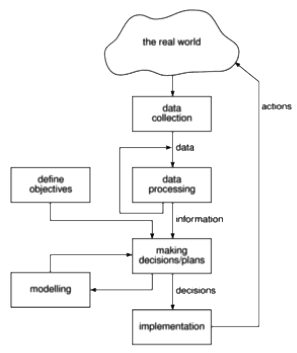 the real world
data
collection
actions
data
define
objectives
data
processing
information
making
decisions/plans
modelling
decisions
implementation